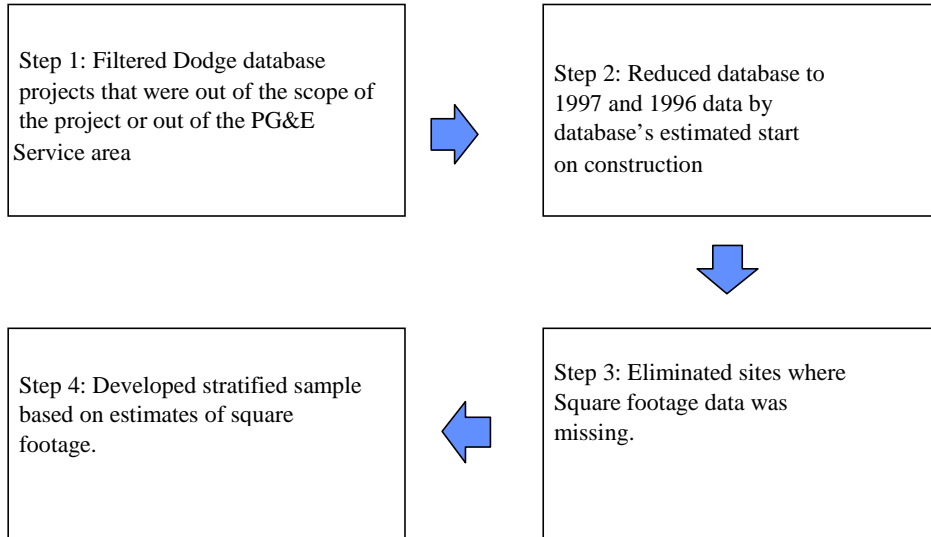 Step 1: Filtered Dodge database
projects that were out of the scope of
the project or out of the PG&E
Service area
Step 2: Reduced database to
1997 and 1996 data by
database’s estimated start
on construction
Step 3: Eliminated sites where
Square footage data was
missing.
Step 4: Developed stratified sample
based on estimates of square
footage.